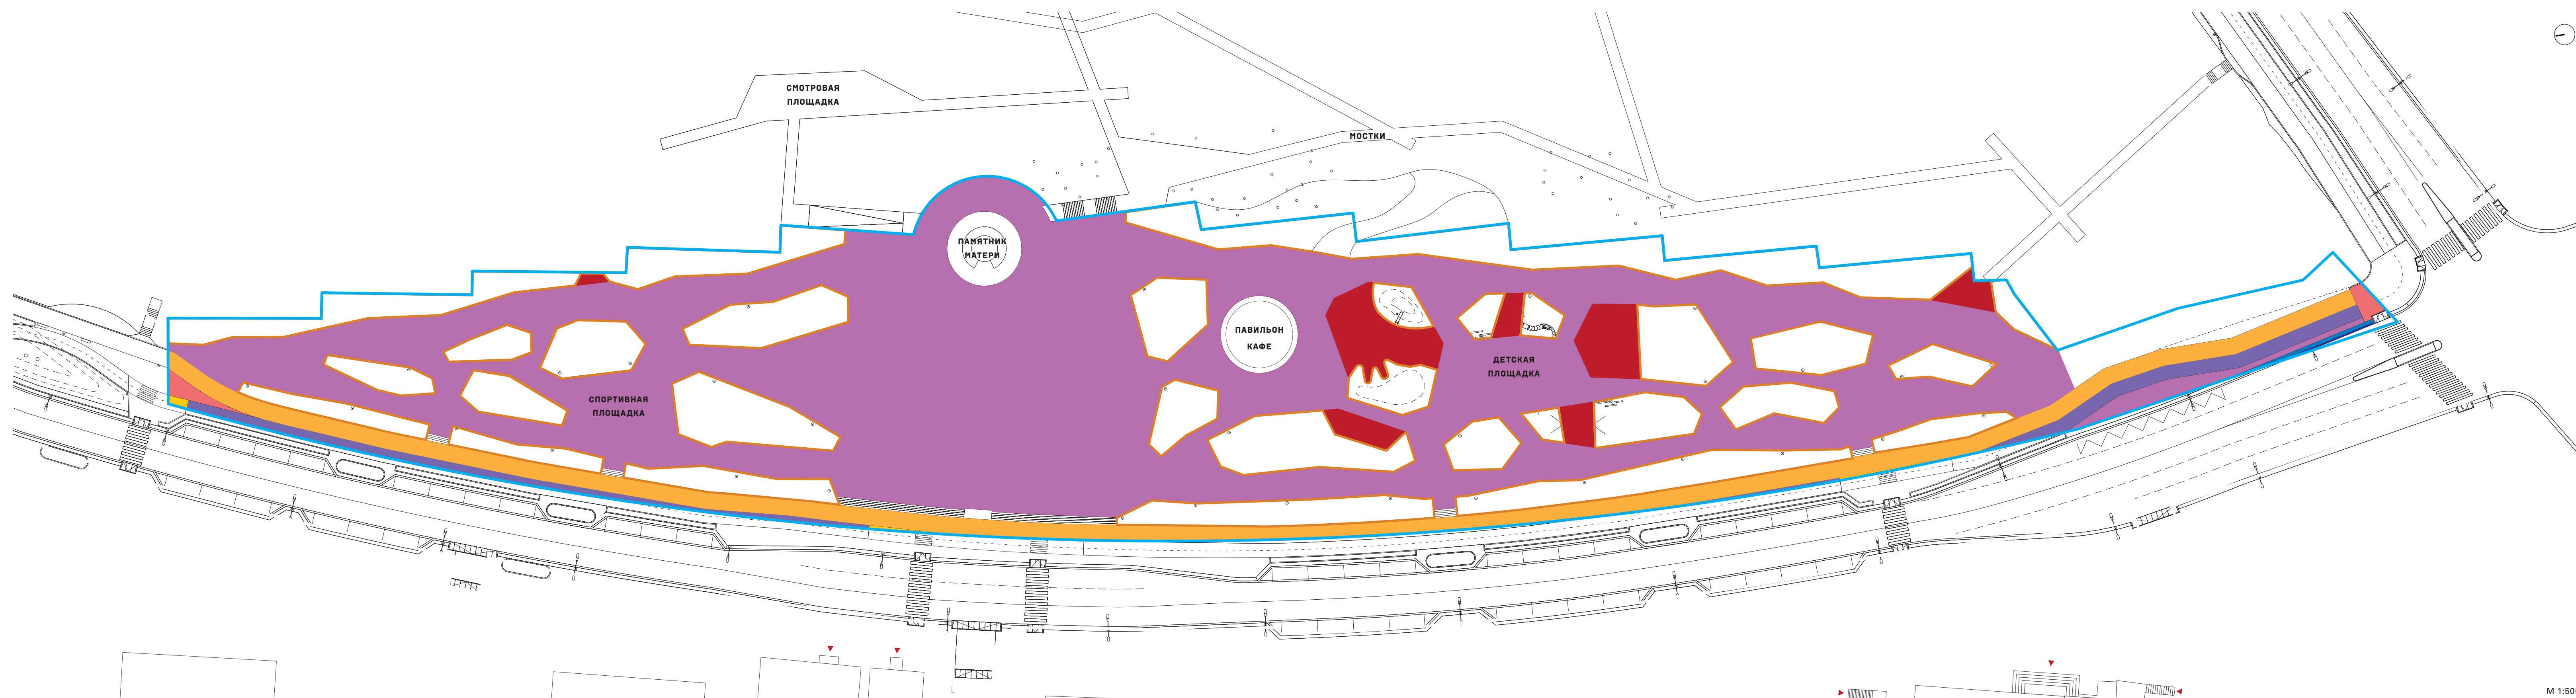 СМОТРОВАЯ
ПЛОЩАДКА
МОСТКИ
ПАМЯТНИК
МАТЕРИ
ПАВИЛЬОН
КАФЕ
ДЕТСКАЯ
ПЛОЩАДКА
СПОРТИВНАЯ
ПЛОЩАДКА
М 1:50